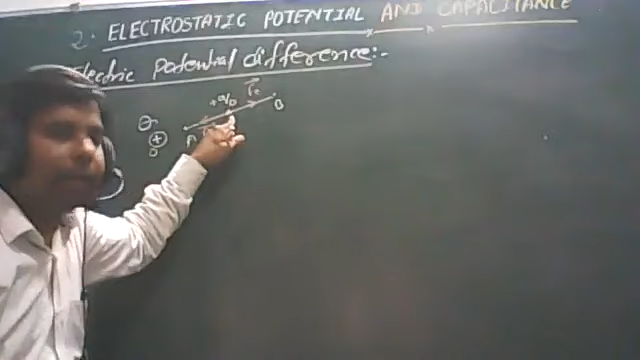 2. ELECTROSTATIC POTENTIAL AND CAPACITANCE
Electric Potential difference:-
+q₀
B
A
+
O